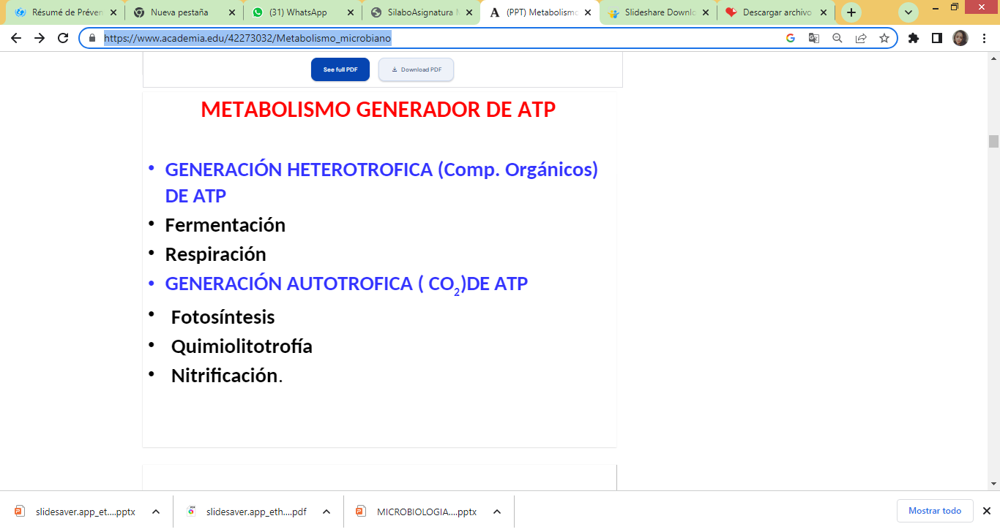 Résumé de Préven
Nueva pestaña
(31) WhatsApp
SilaboAsignatura M
(PPT) Metabolismo
Slideshare Downlo
Descargar archivo
https://www.academia.edu/42273032/Metabolismo_microbiano
See full PDF
Download PDF
METABOLISMO GENERADOR DE ATP
• GENERACIÓN HETEROTROFICA (Comp. Orgánicos)
DE ATP
• Fermentación
• Respiración
• GENERACIÓN AUTOTROFICA ( CO2)DE ATP
• Fotosíntesis
• Quimiolitotrofía
• Nitrificación.
slidesaver.app_et....pptx
slidesaver.app_eth....pdf
MICROBIOLOGIA....pptx
Mostrar todo